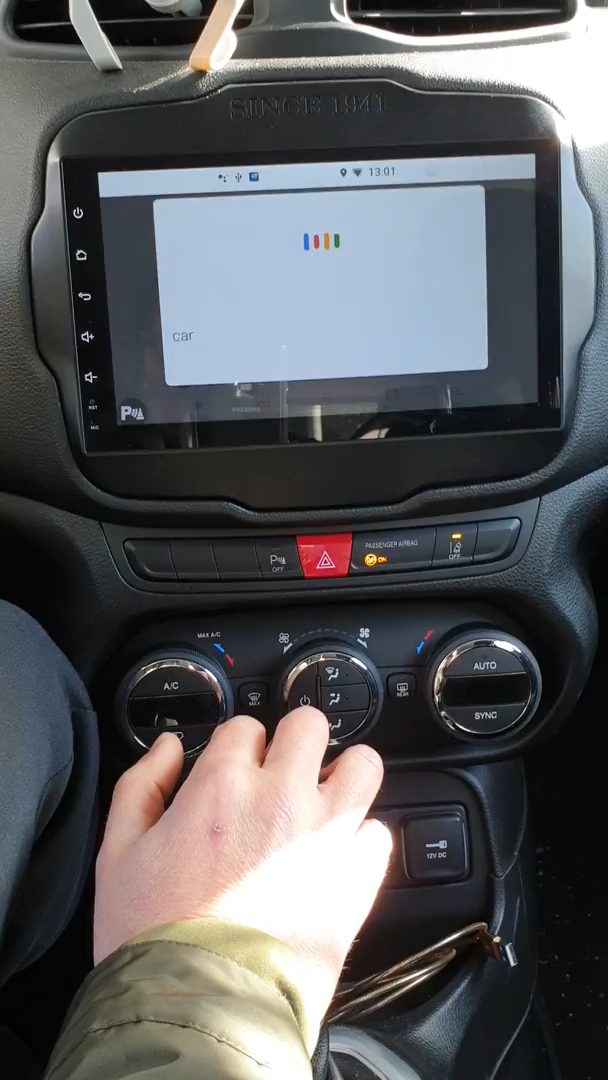 SINCE 1941
13:01
car
RST
MIC
P
P
OFF
PASSENGER AIRBAG
ON
OFF
MAX A/C
A/C
MAX
REAR
AUTO
SYNC
12V DC